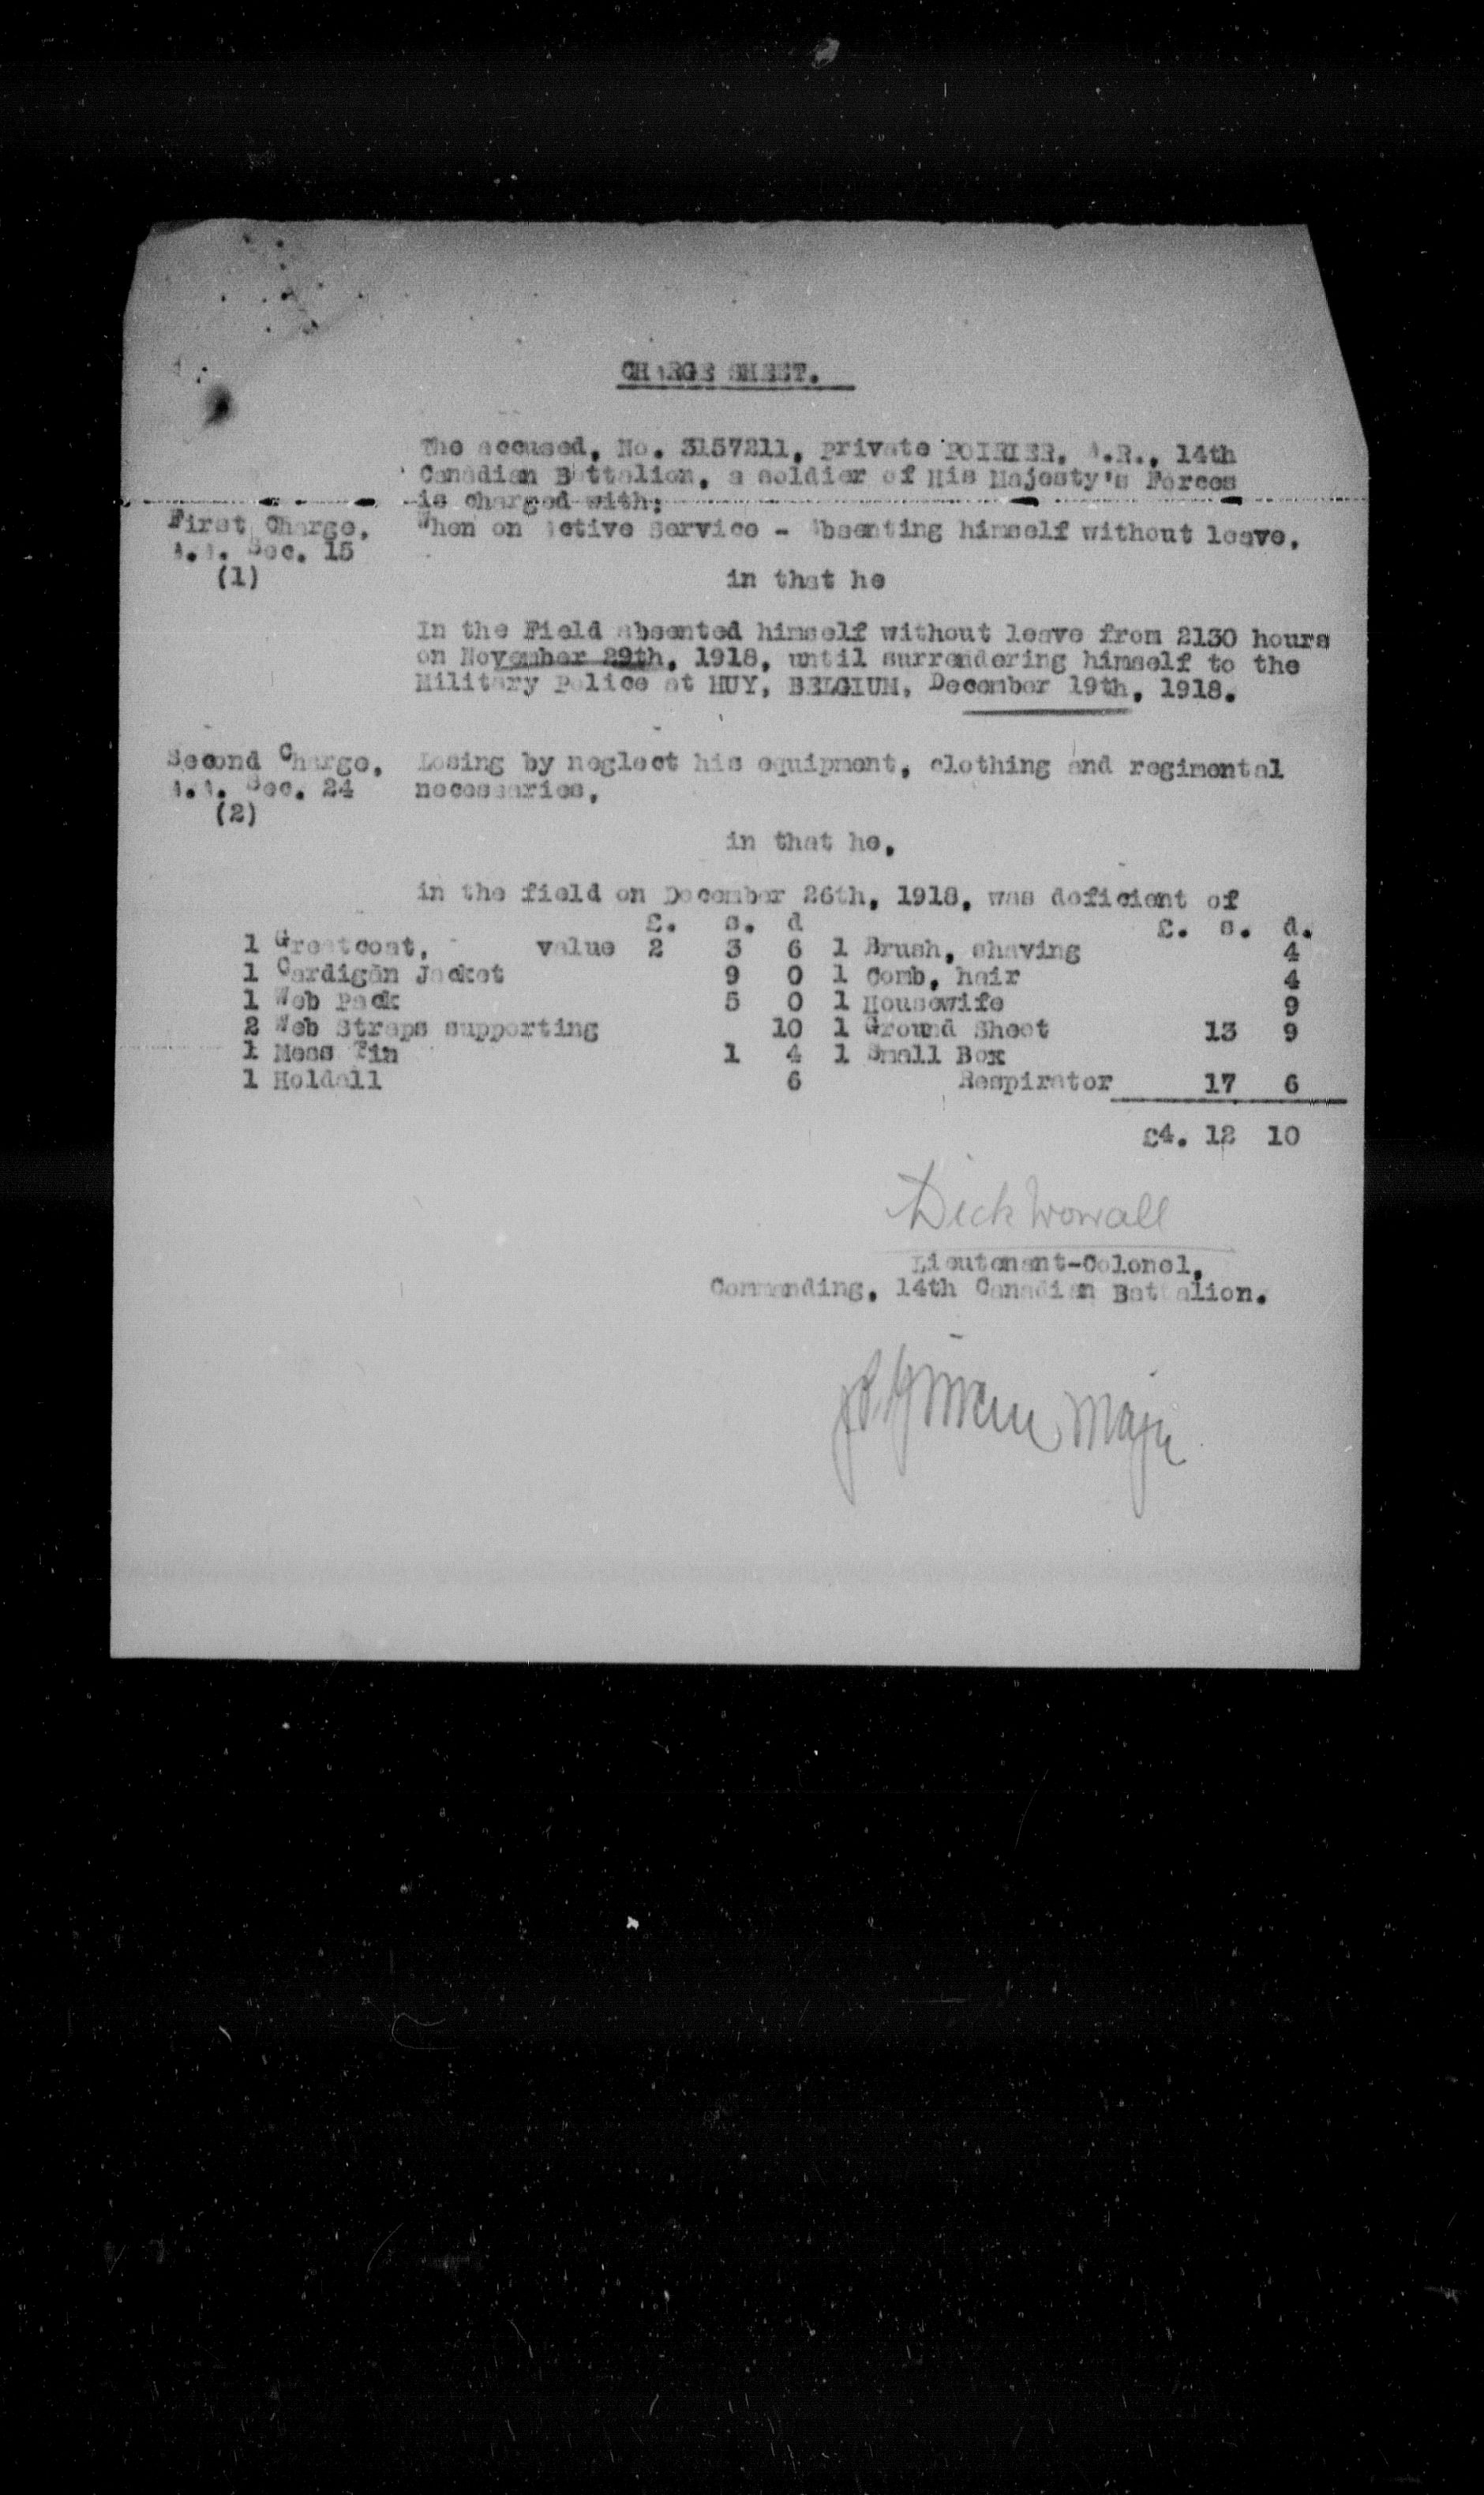 CHARGE SHEET.
The accused, No. 3157211, Private POIRIER, A.R., 14th
Canadian Battalion, a soldier of His Majesty's Forces
is charged with:
First Charge. When on Active Service - Absenting himself without leave.
A.A. Sec. 15
(1) in that he
In the Field absented himself without leave from 2130 hours
on November 29th, 1918, until surrendering himself to the
Military Police at HUY, BELGIUM, December 19th, 1918.
Second Charge. Losing by neglect his equipment, clothing and regimental
A.A. Sec. 24 necessaries,
(2)
in that he,
in the field on December 26th, 1918, was deficient of
£. s. d £. s. d.
1 Greatcoat, value 2 3 6 1 Brush, shaving 4
1 Cardigan Jacket 9 0 1 Comb, hair 4
1 Web Pack 5 0 1 Housewife 9
2 Web Straps supporting 10 1 Ground Sheet 13 9
1 Mess Tin 1 4 1 Small Box
1 Holdall 6 Respirator 17 6
£4. 12 10
Dick Worrall
Lieutenant-Colonel,
Commanding, 14th Canadian Battalion.
Major